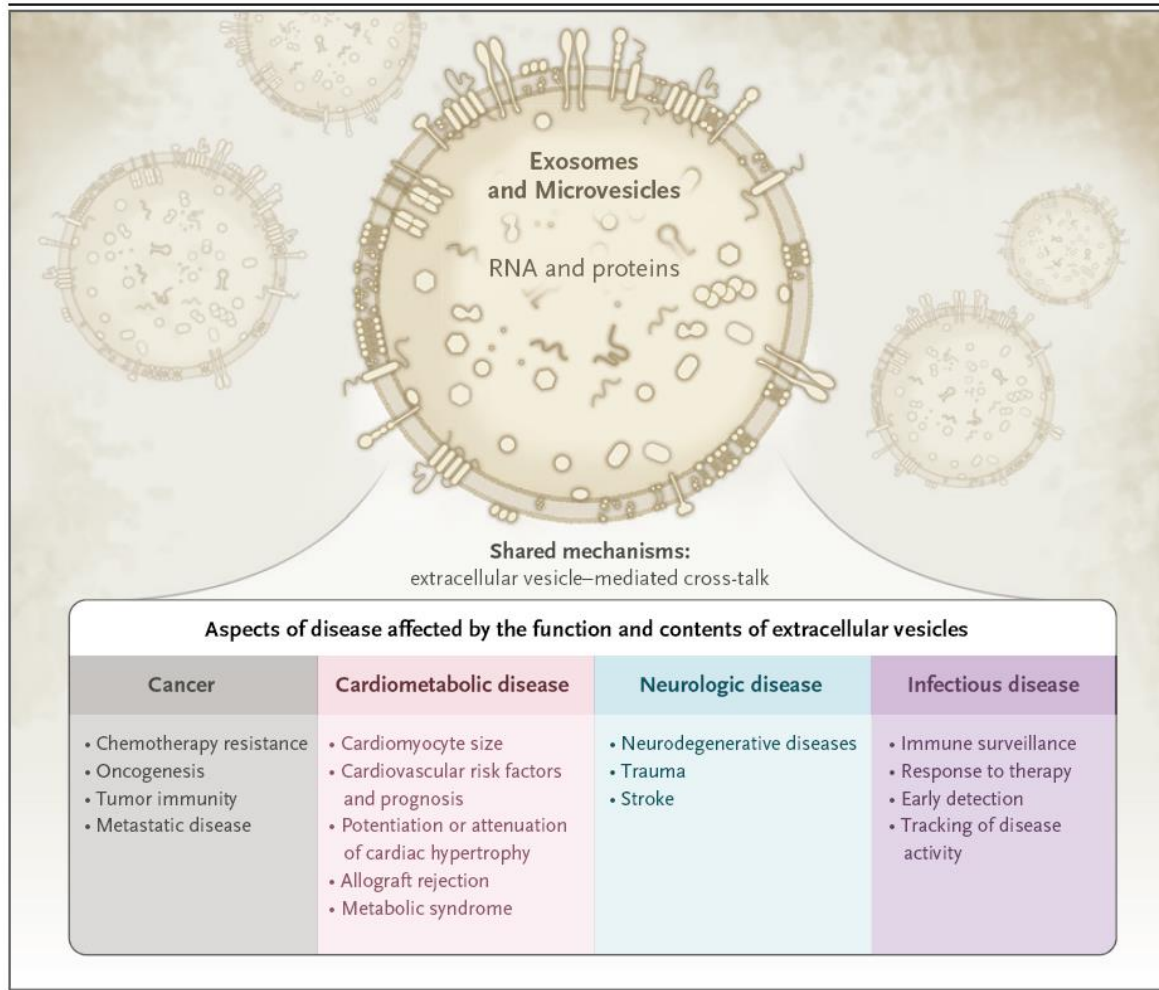 Exosomes
and Microvesicles
RNA and proteins
Shared mechanisms:
extracellular vesicle–mediated cross-talk
Aspects of disease affected by the function and contents of extracellular vesicles
Cancer
• Chemotherapy resistance
• Oncogenesis
• Tumor immunity
• Metastatic disease
Cardiometabolic disease
• Cardiomyocyte size
• Cardiovascular risk factors
and prognosis
• Potentiation or attenuation
of cardiac hypertrophy
• Allograft rejection
• Metabolic syndrome
Neurologic disease
• Neurodegenerative diseases
• Trauma
• Stroke
Infectious disease
• Immune surveillance
• Response to therapy
• Early detection
• Tracking of disease
activity